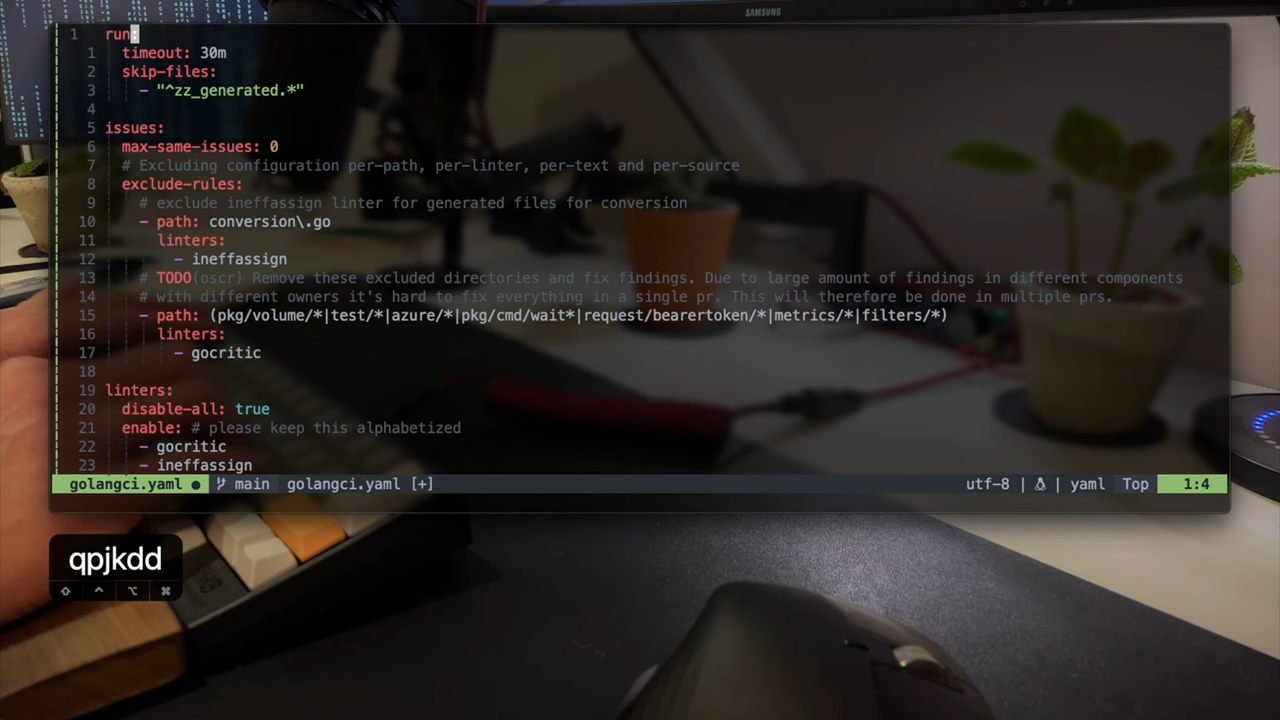 SAMSUNG
1 run:
1 timeout: 30m
2 skip-files:
3 - "^zz_generated.*"
4
5 issues:
6 max-same-issues: 0
7 # Excluding configuration per-path, per-linter, per-text and per-source
8 exclude-rules:
9 # exclude ineffassign linter for generated files for conversion
10 - path: conversion\.go
11 linters:
12 - ineffassign
13 # TODO(oscr) Remove these excluded directories and fix findings. Due to large amount of findings in different components
14 # with different owners it's hard to fix everything in a single pr. This will therefore be done in multiple prs.
15 - path: (pkg/volume/*|test/*|azure/*|pkg/cmd/wait*|request/bearertoken/*|metrics/*|filters/*)
16 linters:
17 - gocritic
18
19 linters:
20 disable-all: true
21 enable: # please keep this alphabetized
22 - gocritic
23 - ineffassign
golangci.yaml ● main golangci.yaml [+] utf-8 | | yaml Top 1:4
qpjkdd
⇧ ^ ⌥ ⌘